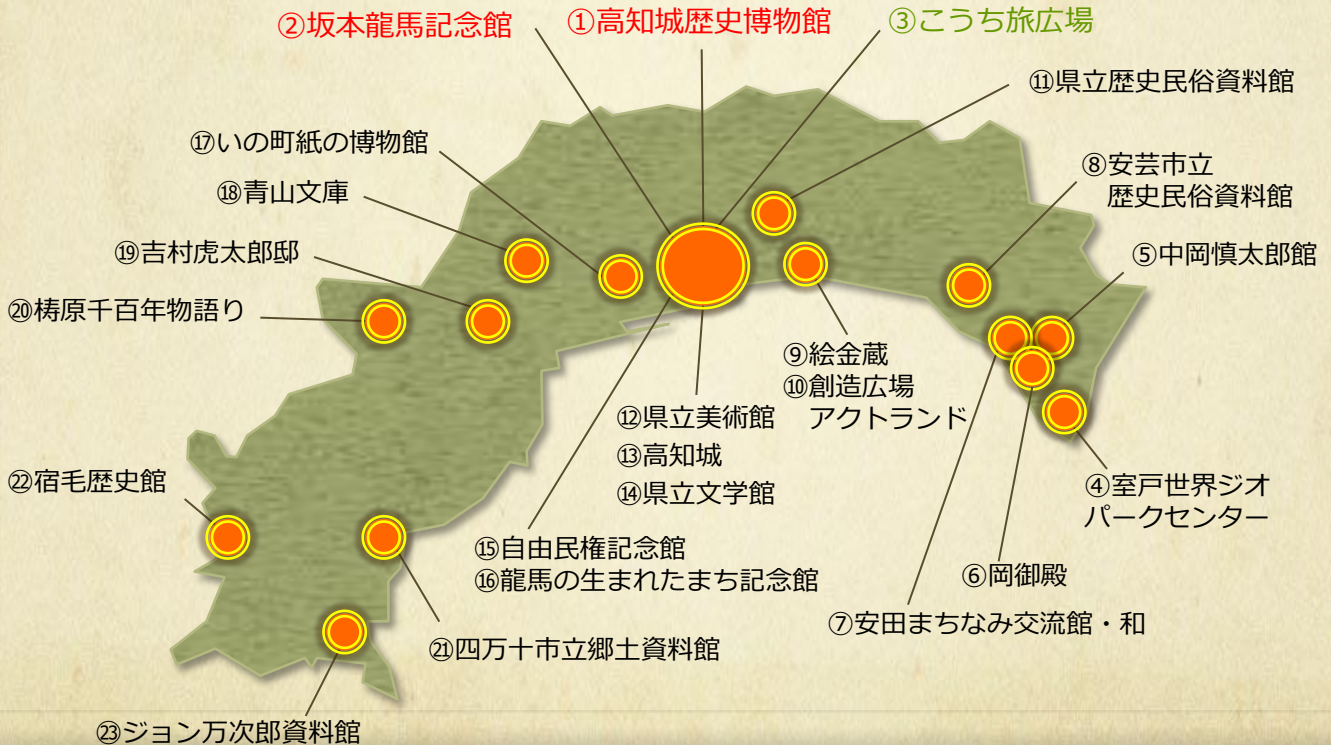 ②坂本龍馬記念館
①高知城歴史博物館
③こうち旅広場
⑪県立歴史民俗資料館
⑰いの町紙の博物館
⑱青山文庫
⑧安芸市立
歴史民俗資料館
⑲吉村虎太郎邸
⑤中岡慎太郎館
⑳梼原千百年物語り
⑨絵金蔵
⑩創造広場
アクトランド
⑫県立美術館
⑬高知城
⑭県立文学館
㉒宿毛歴史館
④室戸世界ジオ
パークセンター
⑮自由民権記念館
⑯龍馬の生まれたまち記念館
⑥岡御殿
⑦安田まちなみ交流館・和
㉑四万十市立郷土資料館
㉓ジョン万次郎資料館